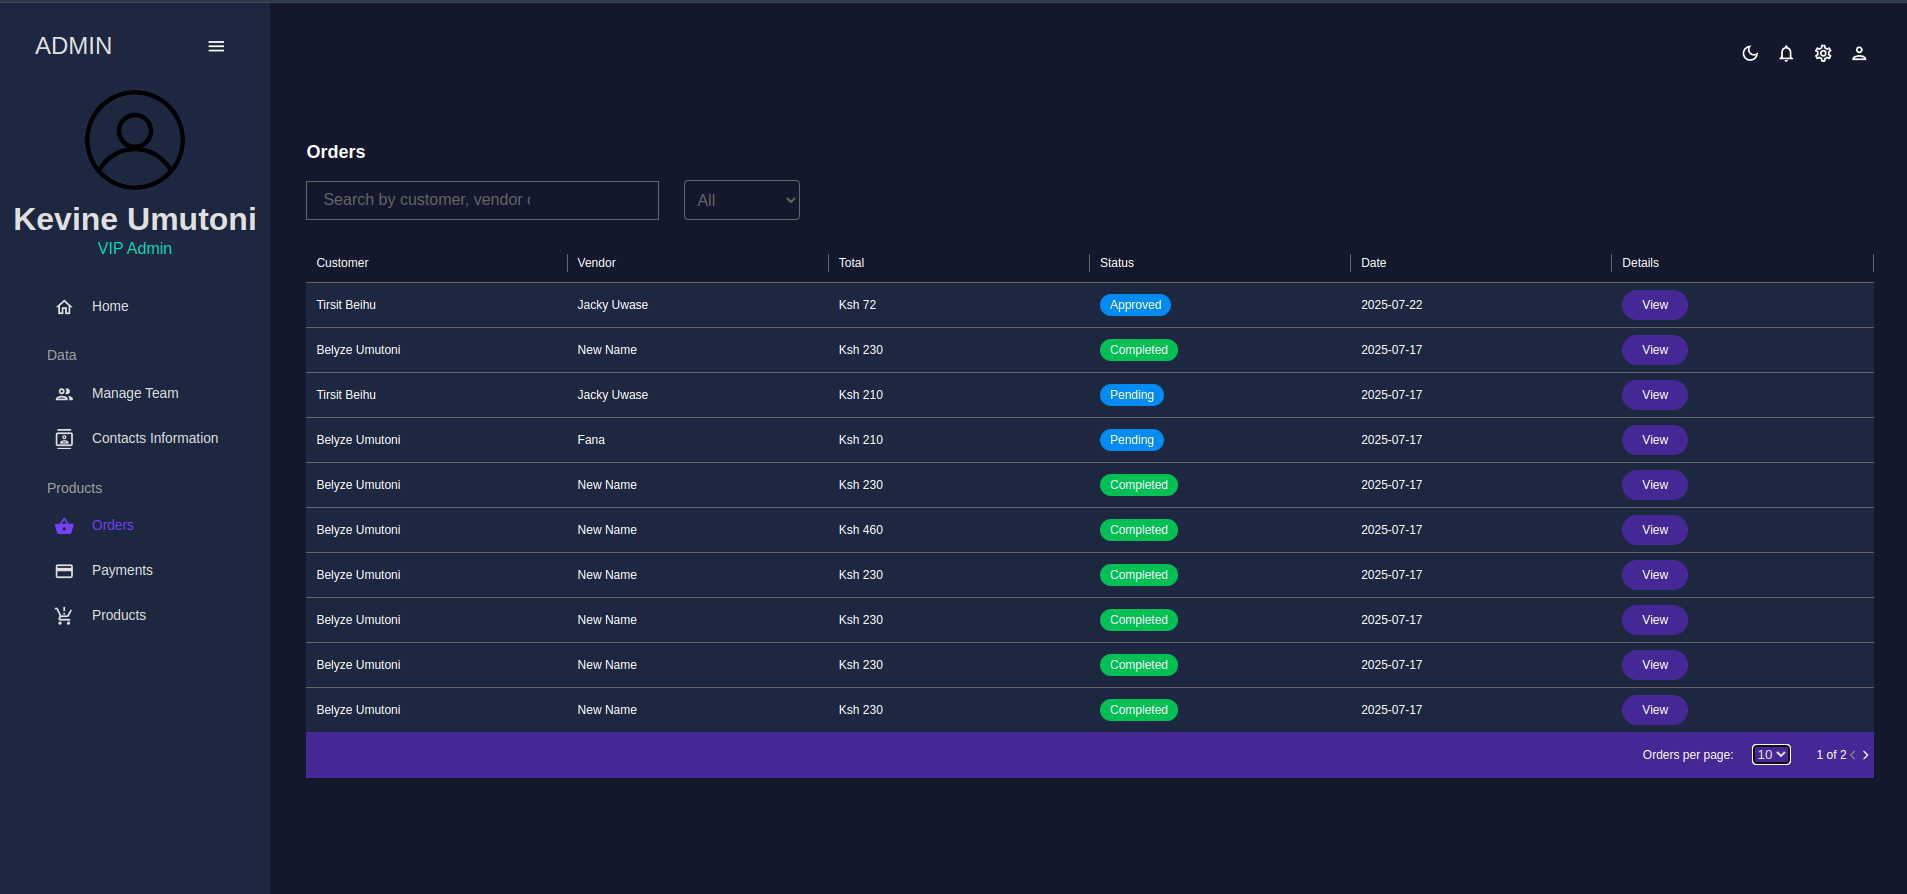 ADMIN
Kevine Umutoni
VIP Admin
Home
Data
Manage Team
Contacts Information
Products
Orders
Payments
Products
Orders
Search by customer, vendor
All
Customer Vendor Total Status Date Details
Tirsit Beihu Jacky Uwase Ksh 72 Approved 2025-07-22 View
Belyze Umutoni New Name Ksh 230 Completed 2025-07-17 View
Tirsit Beihu Jacky Uwase Ksh 210 Pending 2025-07-17 View
Belyze Umutoni Fana Ksh 210 Pending 2025-07-17 View
Belyze Umutoni New Name Ksh 230 Completed 2025-07-17 View
Belyze Umutoni New Name Ksh 460 Completed 2025-07-17 View
Belyze Umutoni New Name Ksh 230 Completed 2025-07-17 View
Belyze Umutoni New Name Ksh 230 Completed 2025-07-17 View
Belyze Umutoni New Name Ksh 230 Completed 2025-07-17 View
Belyze Umutoni New Name Ksh 230 Completed 2025-07-17 View
Orders per page: 10 1 of 2